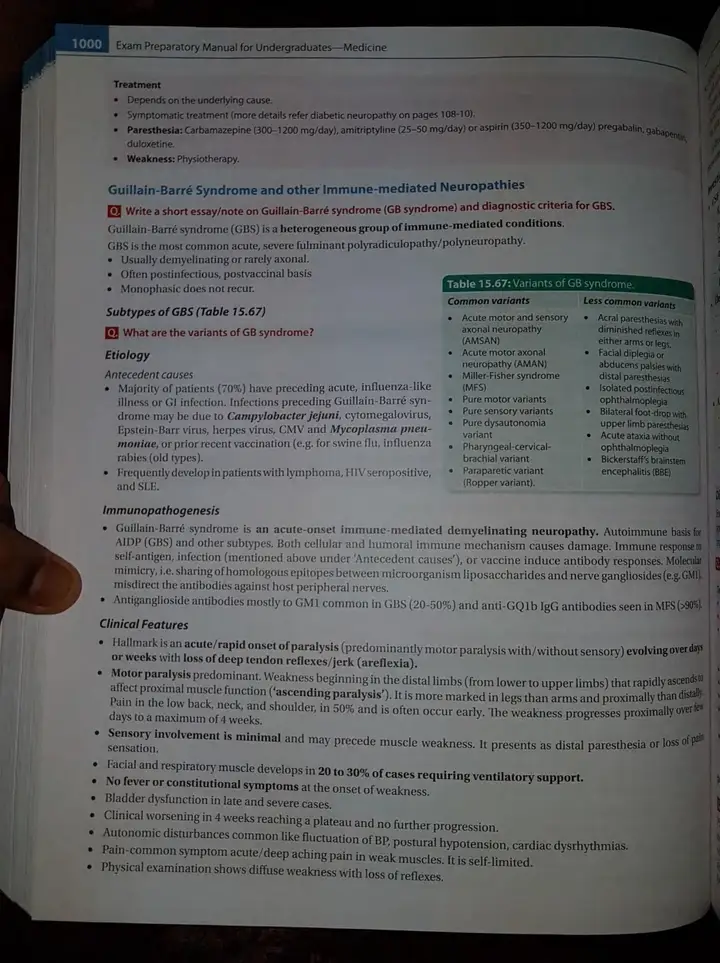 1000 Exam Preparatory Manual for Undergraduates—Medicine
Treatment
• Depends on the underlying cause.
• Symptomatic treatment (more details refer diabetic neuropathy on pages 108-10).
• Paresthesia: Carbamazepine (300–1200 mg/day), amitriptyline (25–50 mg/day) or aspirin (350–1200 mg/day) pregabalin, gabapentin,
duloxetine.
• Weakness: Physiotherapy.
Guillain-Barré Syndrome and other Immune-mediated Neuropathies
Q. Write a short essay/note on Guillain-Barré syndrome (GB syndrome) and diagnostic criteria for GBS.
Guillain-Barré syndrome (GBS) is a heterogeneous group of immune-mediated conditions.
GBS is the most common acute, severe fulminant polyradiculopathy/polyneuropathy.
• Usually demyelinating or rarely axonal.
• Often postinfectious, postvaccinal basis
• Monophasic does not recur.
Subtypes of GBS (Table 15.67)
Q. What are the variants of GB syndrome?
Etiology
Antecedent causes
• Majority of patients (70%) have preceding acute, influenza-like
illness or GI infection. Infections preceding Guillain-Barré syn-
drome may be due to Campylobacter jejuni, cytomegalovirus,
Epstein-Barr virus, herpes virus, CMV and Mycoplasma pneu-
moniae, or prior recent vaccination (e.g. for swine flu, influenza
rabies (old types).
• Frequently develop in patients with lymphoma, HIV seropositive,
and SLE.
Table 15.67: Variants of GB syndrome.
Common variants
• Acute motor and sensory
axonal neuropathy
(AMSAN)
• Acute motor axonal
neuropathy (AMAN)
• Miller-Fisher syndrome
(MFS)
• Pure motor variants
• Pure sensory variants
• Pure dysautonomia
variant
• Pharyngeal-cervical-
brachial variant
• Paraparetic variant
(Ropper variant).
Less common variants
• Acral paresthesias with
diminished reflexes in
either arms or legs.
• Facial diplegia or
abducens palsies with
distal paresthesias
• Isolated postinfectious
ophthalmoplegia
• Bilateral foot-drop with
upper limb paresthesias
• Acute ataxia without
ophthalmoplegia
• Bickerstaff's brainstem
encephalitis (BBE)
Immunopathogenesis
• Guillain-Barré syndrome is an acute-onset immune-mediated demyelinating neuropathy. Autoimmune basis for
AIDP (GBS) and other subtypes. Both cellular and humoral immune mechanism causes damage. Immune response to
self-antigen, infection (mentioned above under 'Antecedent causes'), or vaccine induce antibody responses. Molecular
mimicry, i.e. sharing of homologous epitopes between microorganism liposaccharides and nerve gangliosides (e.g. GM1),
misdirect the antibodies against host peripheral nerves.
• Antiganglioside antibodies mostly to GM1 common in GBS (20-50%) and anti-GQ1b IgG antibodies seen in MFS (>90%).
Clinical Features
• Hallmark is an acute/rapid onset of paralysis (predominantly motor paralysis with/without sensory) evolving over days
or weeks with loss of deep tendon reflexes/jerk (areflexia).
• Motor paralysis predominant. Weakness beginning in the distal limbs (from lower to upper limbs) that rapidly ascends to
affect proximal muscle function ('ascending paralysis'). It is more marked in legs than arms and proximally than distally.
Pain in the low back, neck, and shoulder, in 50% and is often occur early. The weakness progresses proximally over few
days to a maximum of 4 weeks.
• Sensory involvement is minimal and may precede muscle weakness. It presents as distal paresthesia or loss of pain
sensation.
• Facial and respiratory muscle develops in 20 to 30% of cases requiring ventilatory support.
• No fever or constitutional symptoms at the onset of weakness.
• Bladder dysfunction in late and severe cases.
• Clinical worsening in 4 weeks reaching a plateau and no further progression.
• Autonomic disturbances common like fluctuation of BP, postural hypotension, cardiac dysrhythmias.
• Pain-common symptom acute/deep aching pain in weak muscles. It is self-limited.
• Physical examination shows diffuse weakness with loss of reflexes.